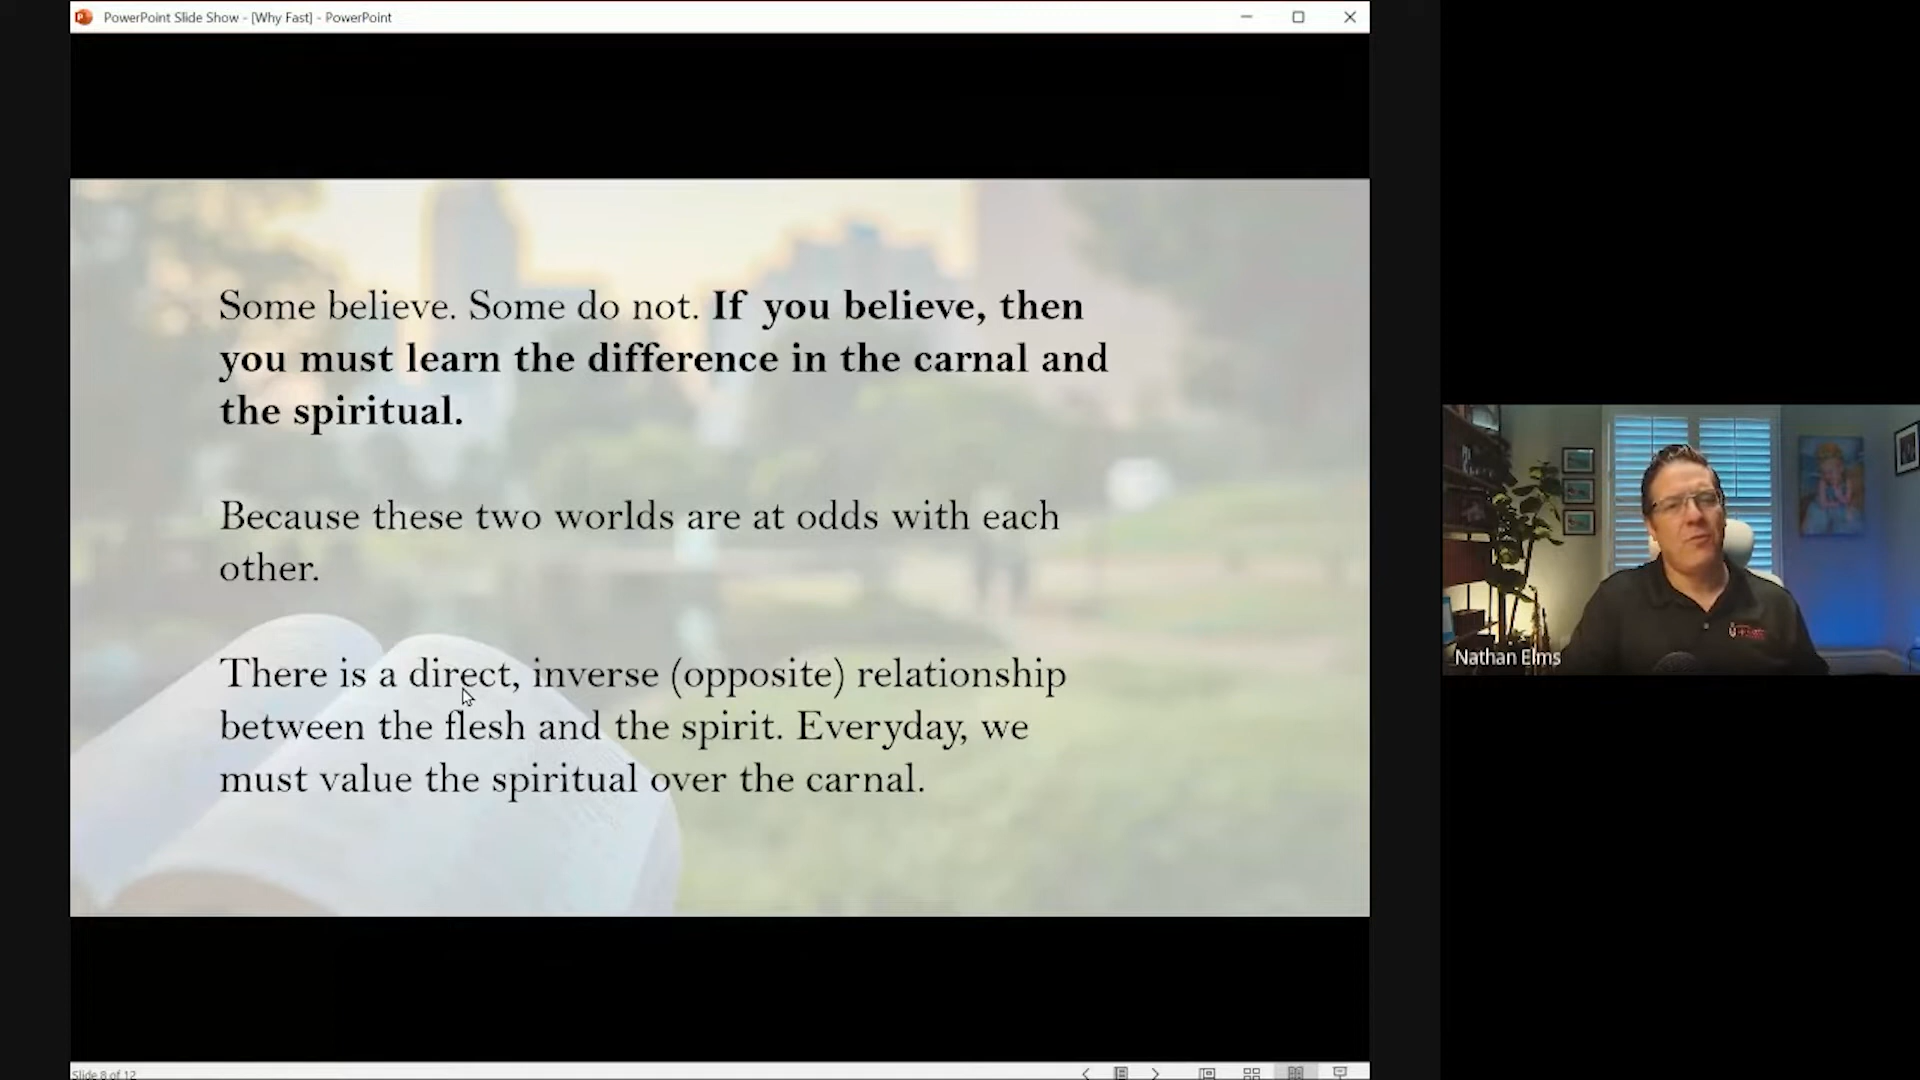 PowerPoint Slide Show - [Why Fast] - PowerPoint
Some believe. Some do not. If you believe, then
you must learn the difference in the carnal and
the spiritual.
Because these two worlds are at odds with each
other.
There is a direct, inverse (opposite) relationship
between the flesh and the spirit. Everyday, we
must value the spiritual over the carnal.
Nathan Elms
Slide 8 of 12